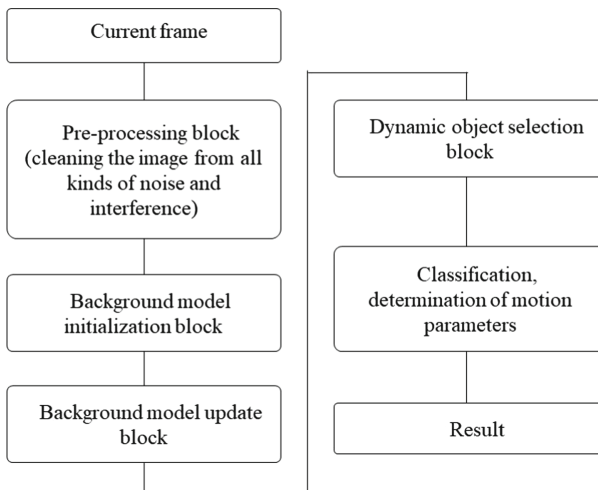 Current frame
Pre-processing block
(cleaning the image from all
kinds of noise and
interference)
Background model
initialization block
Background model update
block
Dynamic object selection
block
Classification,
determination of motion
parameters
Result